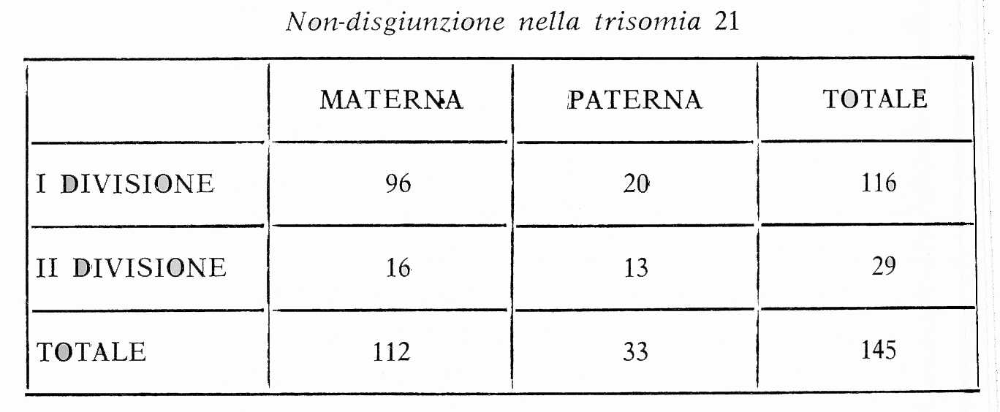 Non-disgiunzione nella trisomia 21
MATERNA PATERNA TOTALE
I DIVISIONE 96 20 116
II DIVISIONE 16 13 29
TOTALE 112 33 145